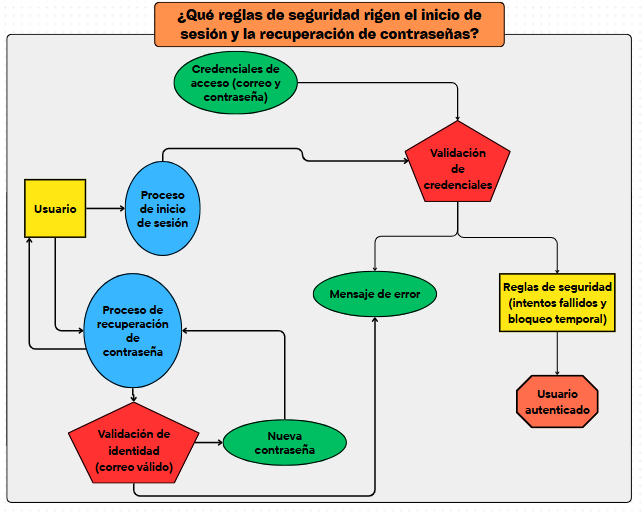 ¿Qué reglas de seguridad rigen el inicio de
sesión y la recuperación de contraseñas?
Credenciales de
acceso (correo y
contraseña)
Validación
de
credenciales
Usuario
Proceso
de inicio
de sesión
Mensaje de error
Reglas de seguridad
(intentos fallidos y
bloqueo temporal)
Proceso de
recuperación
de
contraseña
Usuario
autenticado
Validación de
identidad
(correo válido)
Nueva
contraseña